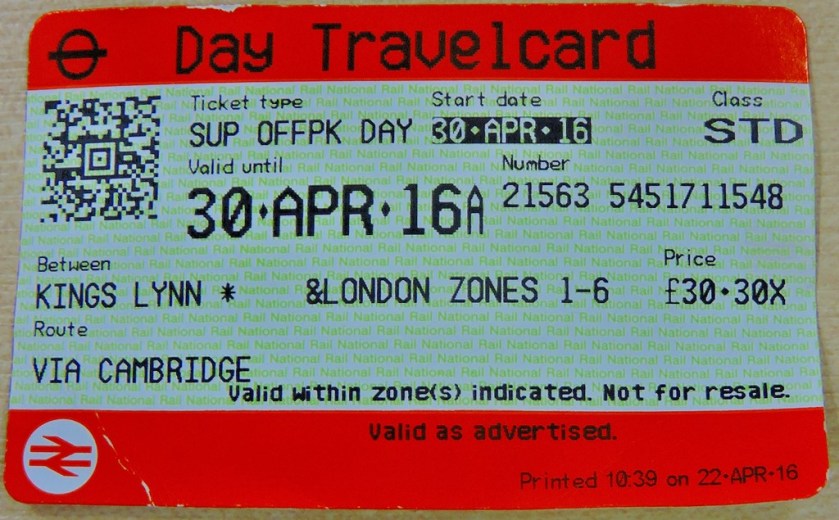 Day Travelcard
Ticket type Start date Class
SUP OFFPK DAY 30·APR·16 STD
Valid until Number
30·APR·16A 21563 5451711548
Between Price
KINGS LYNN * &LONDON ZONES 1-6 £30·30X
Route
VIA CAMBRIDGE
Valid within zone(s) indicated. Not for resale.
Valid as advertised.
Printed 10:39 on 22·APR·16